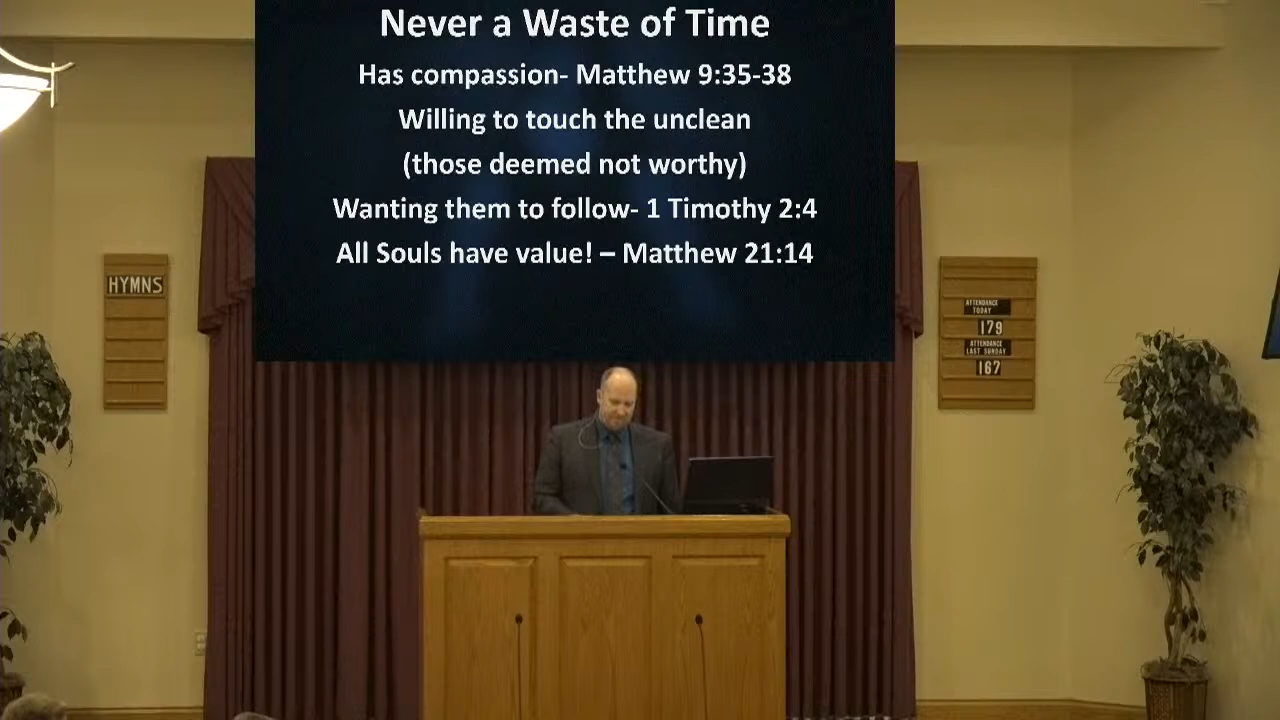 Never a Waste of Time
Has compassion- Matthew 9:35-38
Willing to touch the unclean
(those deemed not worthy)
Wanting them to follow- 1 Timothy 2:4
All Souls have value! – Matthew 21:14
HYMNS
ATTENDANCE
TODAY
179
ATTENDANCE
LAST SUNDAY
167